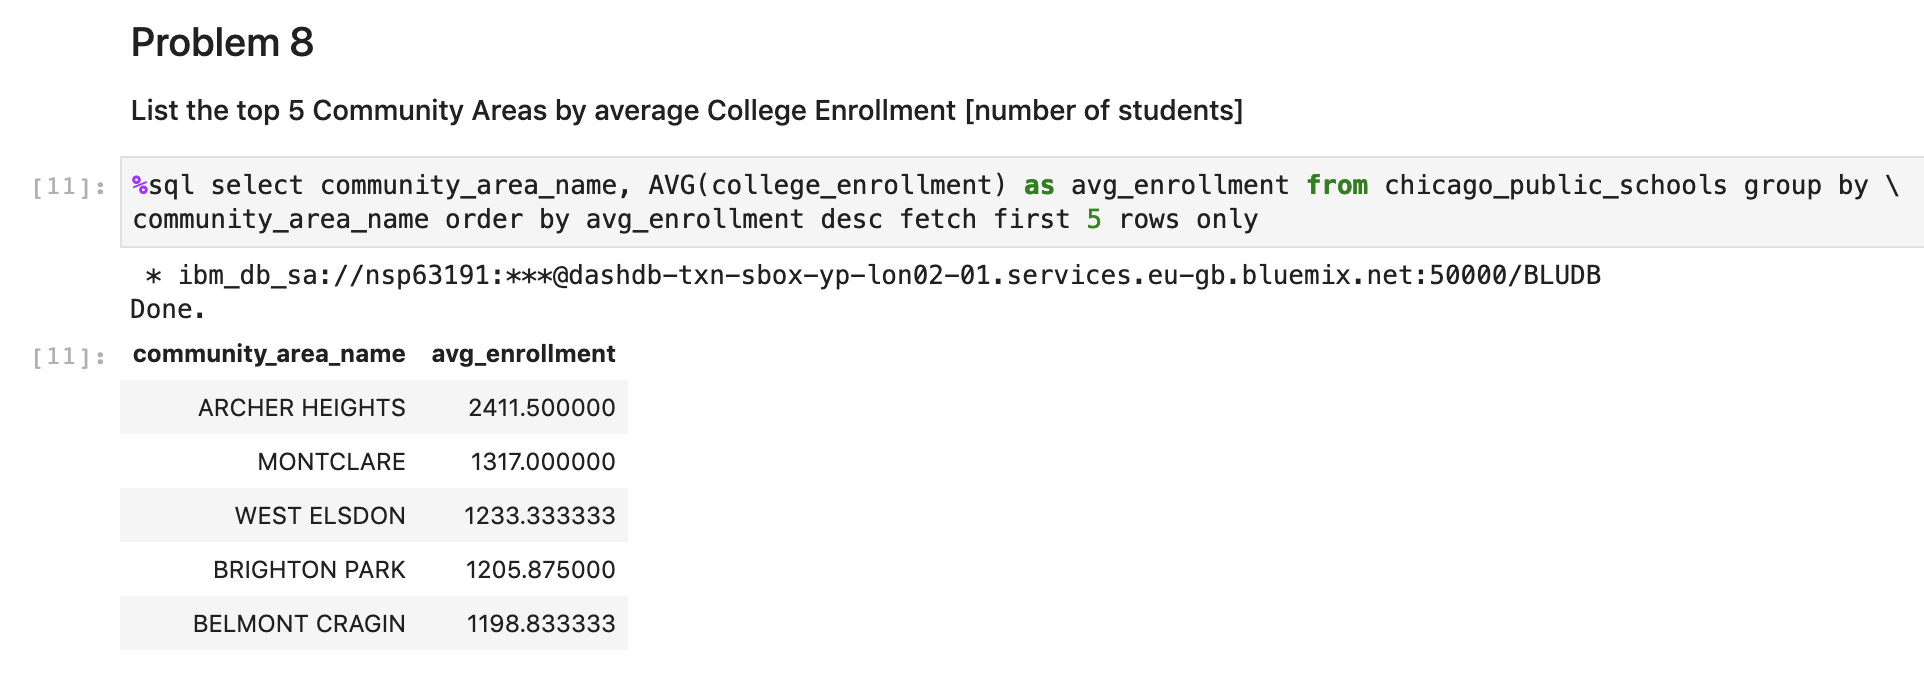 Problem 8
List the top 5 Community Areas by average College Enrollment [number of students]
[11]: %sql select community_area_name, AVG(college_enrollment) as avg_enrollment from chicago_public_schools group by \
community_area_name order by avg_enrollment desc fetch first 5 rows only
* ibm_db_sa://nsp63191:***@dashdb-txn-sbox-yp-lon02-01.services.eu-gb.bluemix.net:50000/BLUDB
Done.
[11]: community_area_name avg_enrollment
ARCHER HEIGHTS 2411.500000
MONTCLARE 1317.000000
WEST ELSDON 1233.333333
BRIGHTON PARK 1205.875000
BELMONT CRAGIN 1198.833333